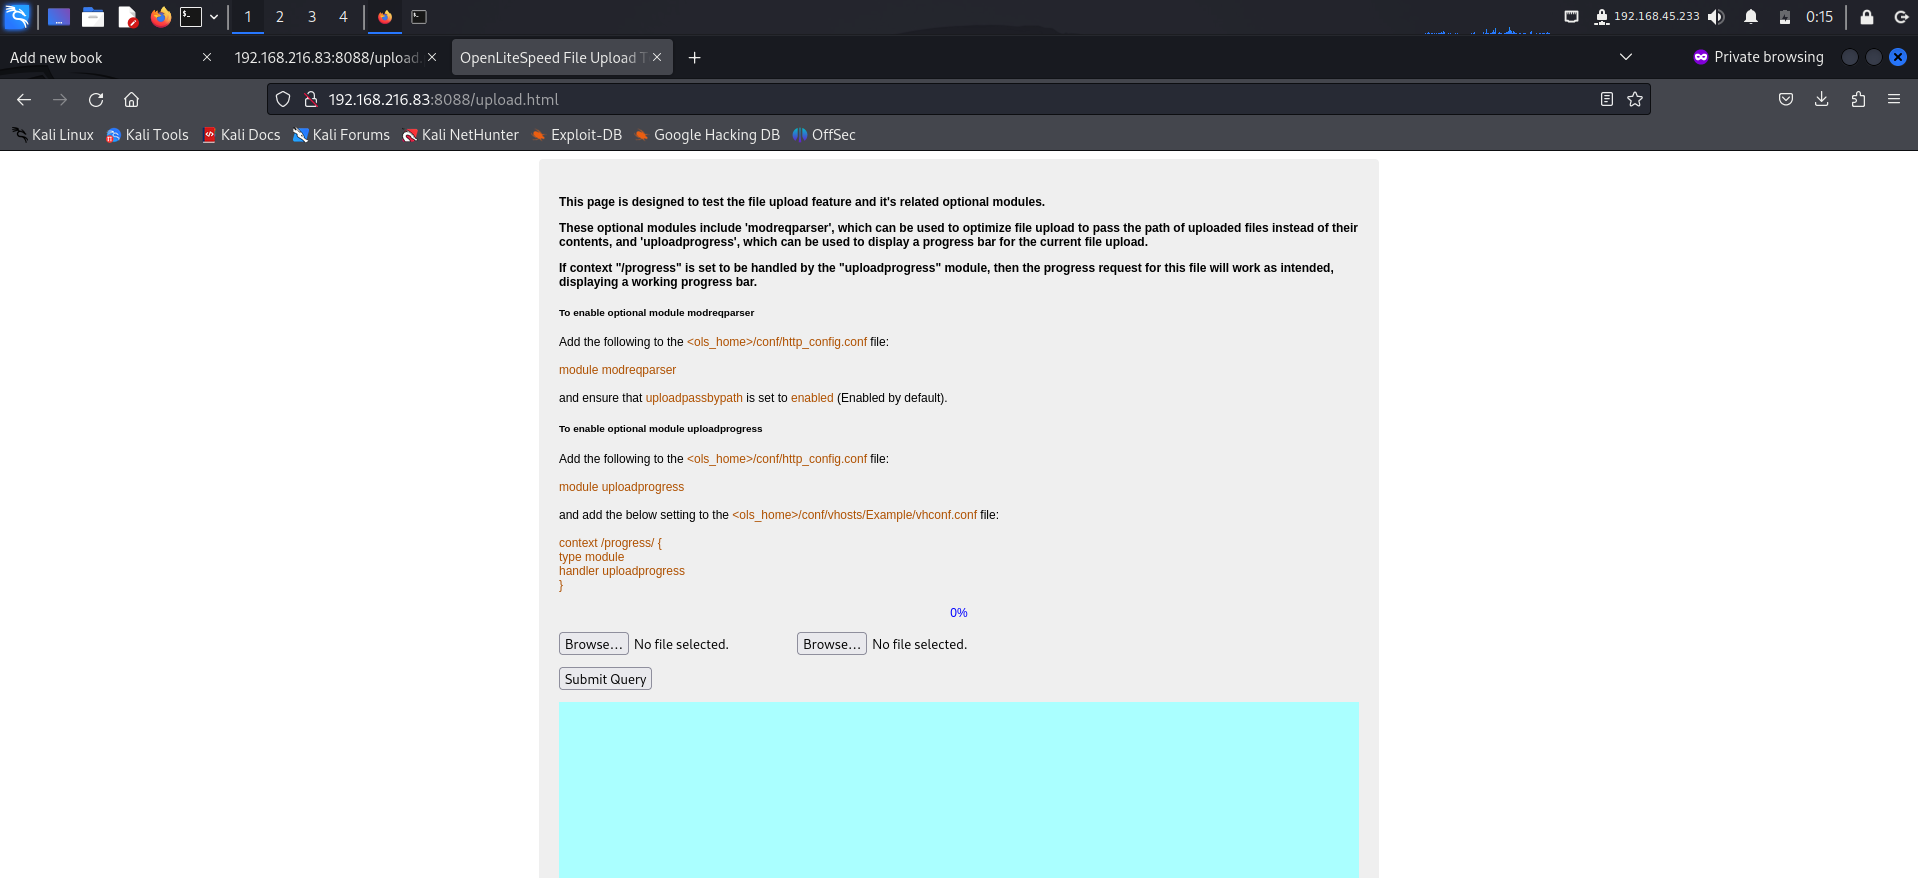 1 2 3 4
192.168.45.233
0:15
Add new book
192.168.216.83:8088/upload.
OpenLiteSpeed File Upload T
Private browsing
192.168.216.83:8088/upload.html
Kali Linux Kali Tools Kali Docs Kali Forums Kali NetHunter Exploit-DB Google Hacking DB OffSec
This page is designed to test the file upload feature and it's related optional modules.
These optional modules include 'modreqparser', which can be used to optimize file upload to pass the path of uploaded files instead of their
contents, and 'uploadprogress', which can be used to display a progress bar for the current file upload.
If context "/progress" is set to be handled by the "uploadprogress" module, then the progress request for this file will work as intended,
displaying a working progress bar.
To enable optional module modreqparser
Add the following to the <ols_home>/conf/http_config.conf file:
module modreqparser
and ensure that uploadpassbypath is set to enabled (Enabled by default).
To enable optional module uploadprogress
Add the following to the <ols_home>/conf/http_config.conf file:
module uploadprogress
and add the below setting to the <ols_home>/conf/vhosts/Example/vhconf.conf file:
context /progress/ {
type module
handler uploadprogress
}
0%
Browse... No file selected. Browse... No file selected.
Submit Query